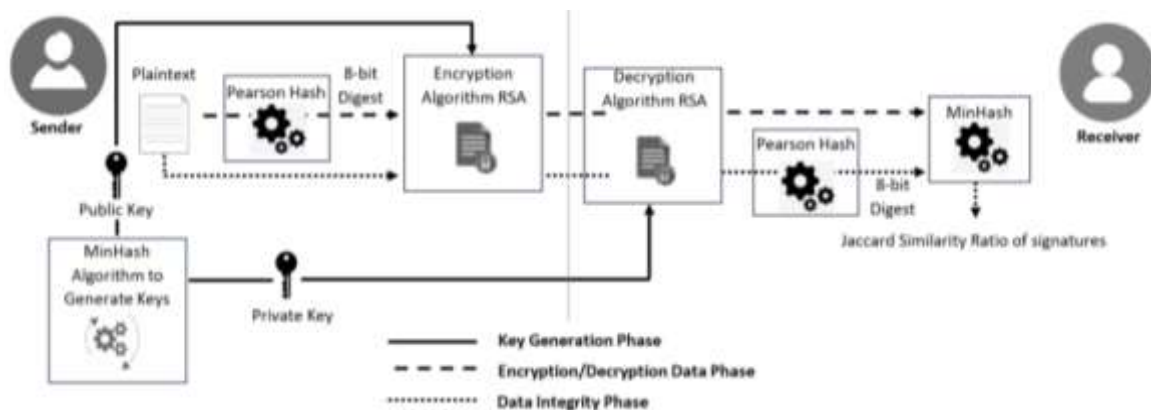 Sender
Plaintext
Pearson Hash
8-bit
Digest
Encryption
Algorithm RSA
Decryption
Algorithm RSA
MinHash
Receiver
Pearson Hash
8-bit
Digest
Jaccard Similarity Ratio of signatures
Public Key
MinHash
Algorithm to
Generate Keys
Private Key
Key Generation Phase
Encryption/Decryption Data Phase
Data Integrity Phase